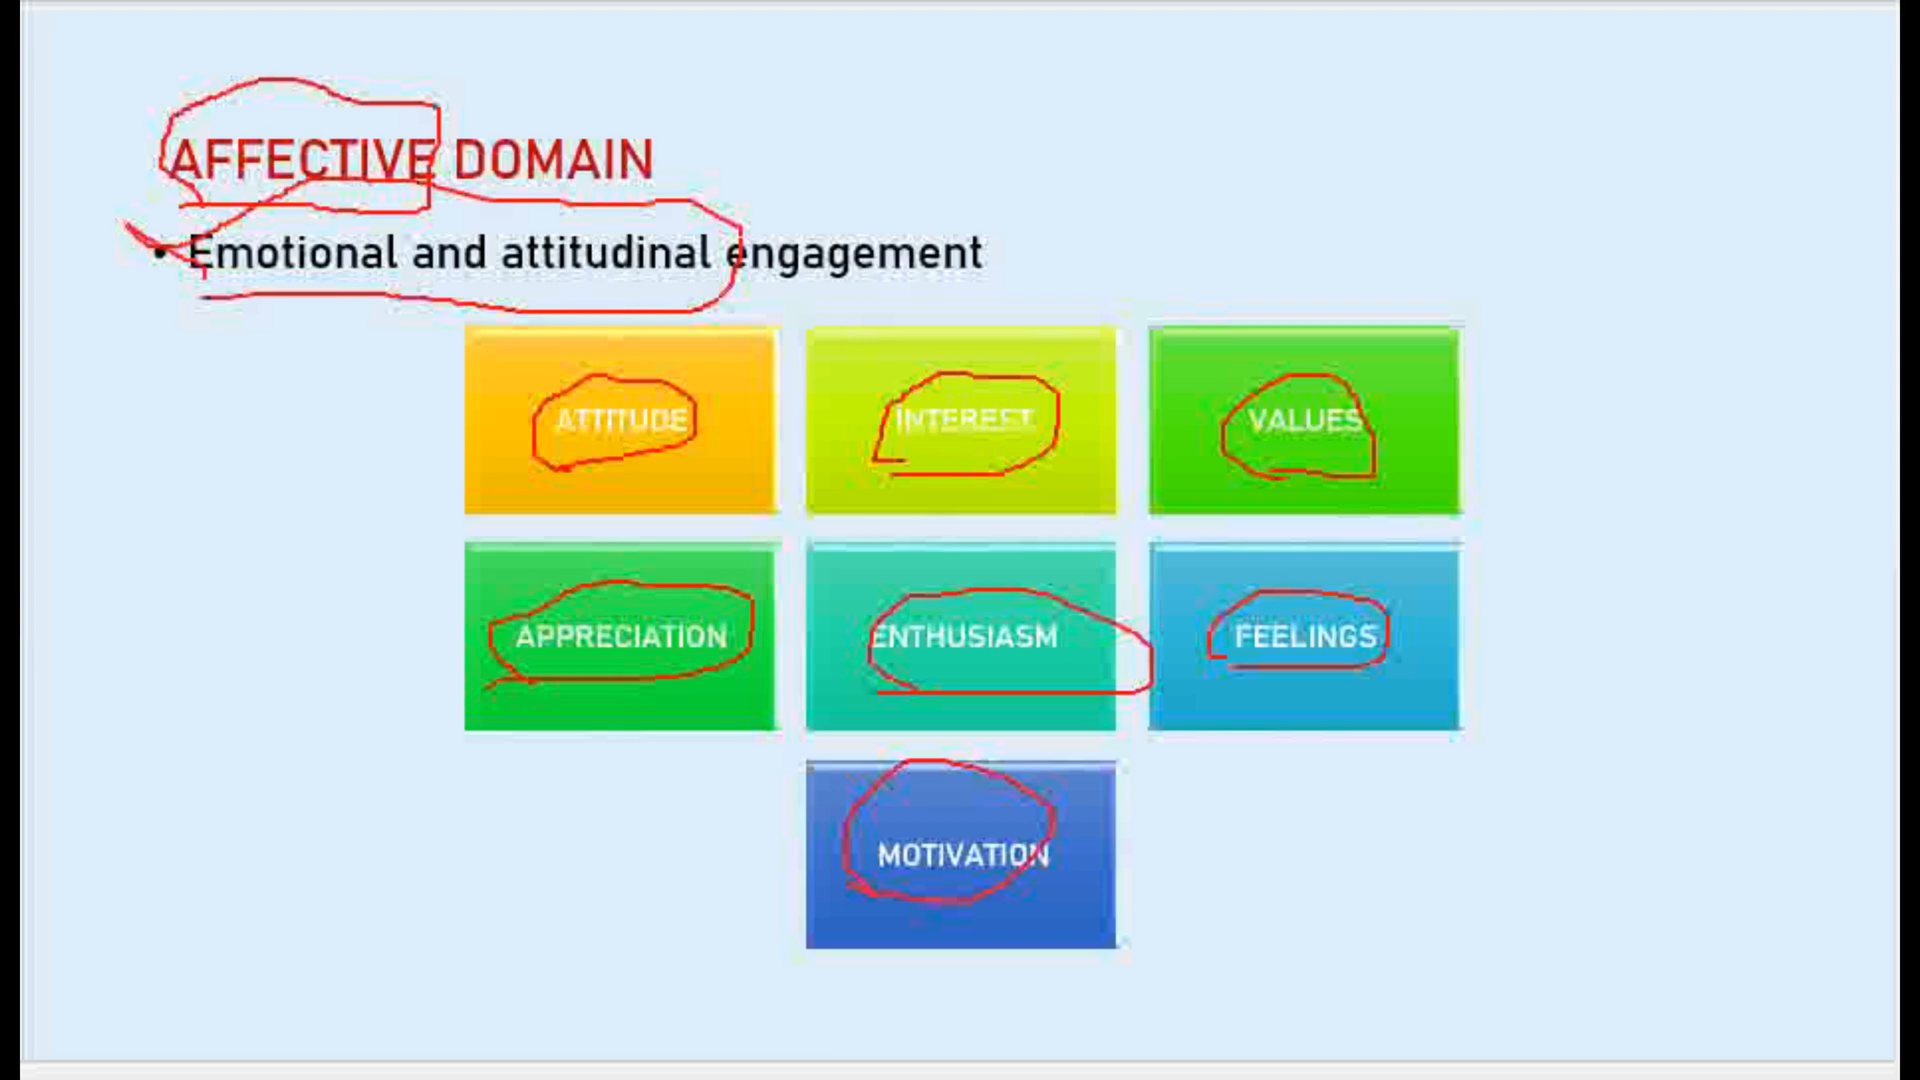 AFFECTIVE DOMAIN
• Emotional and attitudinal engagement
ATTITUDE
INTEREST
VALUES
APPRECIATION
ENTHUSIASM
FEELINGS
MOTIVATION